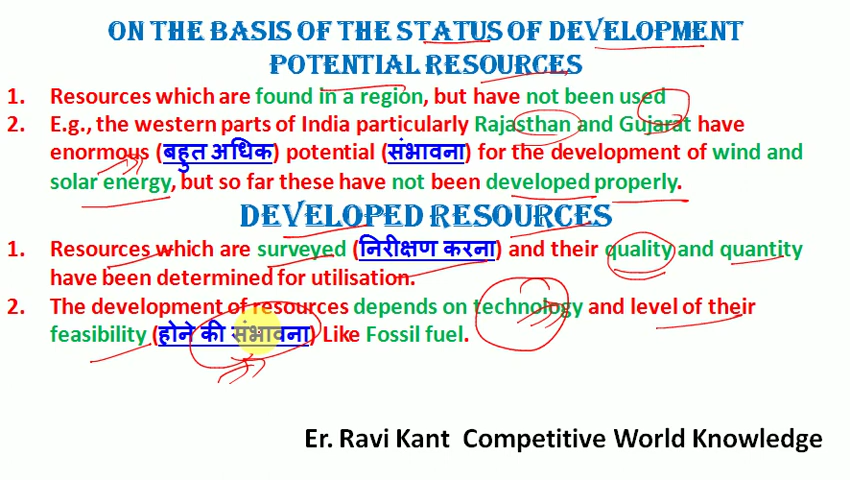 ON THE BASIS OF THE STATUS OF DEVELOPMENT
POTENTIAL RESOURCES
1. Resources which are found in a region, but have not been used
2. E.g., the western parts of India particularly Rajasthan and Gujarat have
enormous (बहुत अधिक) potential (संभावना) for the development of wind and
solar energy, but so far these have not been developed properly.
DEVELOPED RESOURCES
1. Resources which are surveyed (निरीक्षण करना) and their quality and quantity
have been determined for utilisation.
2. The development of resources depends on technology and level of their
feasibility (होने की संभावना) Like Fossil fuel.
Er. Ravi Kant Competitive World Knowledge